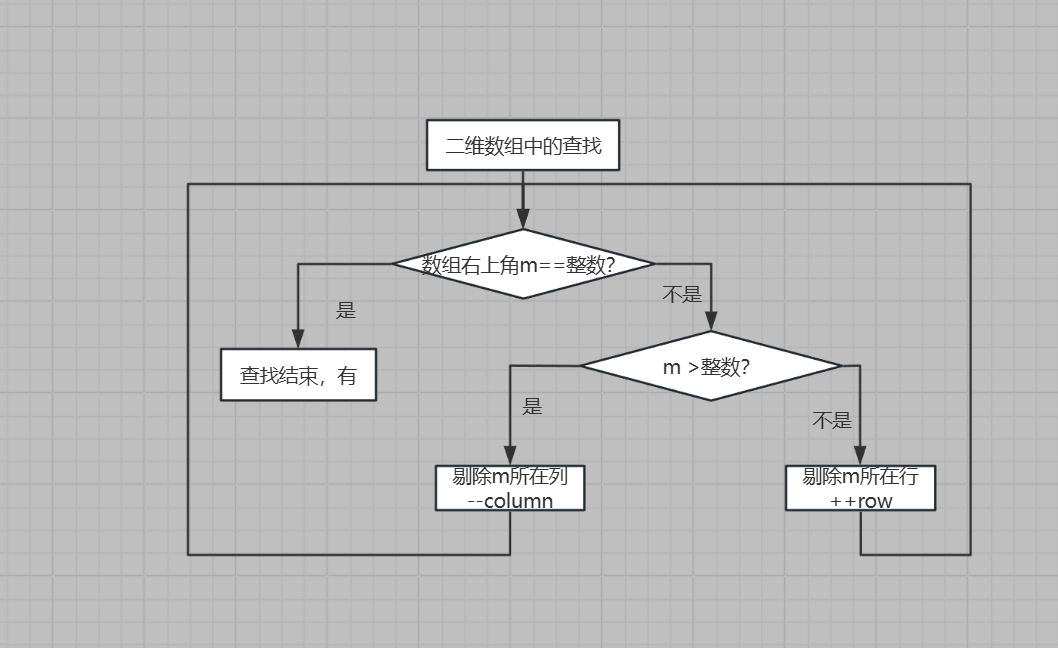 二维数组中的查找
数组右上角m==整数?
不是
是
查找结束，有
m >整数?
是
不是
剔除m所在列
--column
剔除m所在行
++row